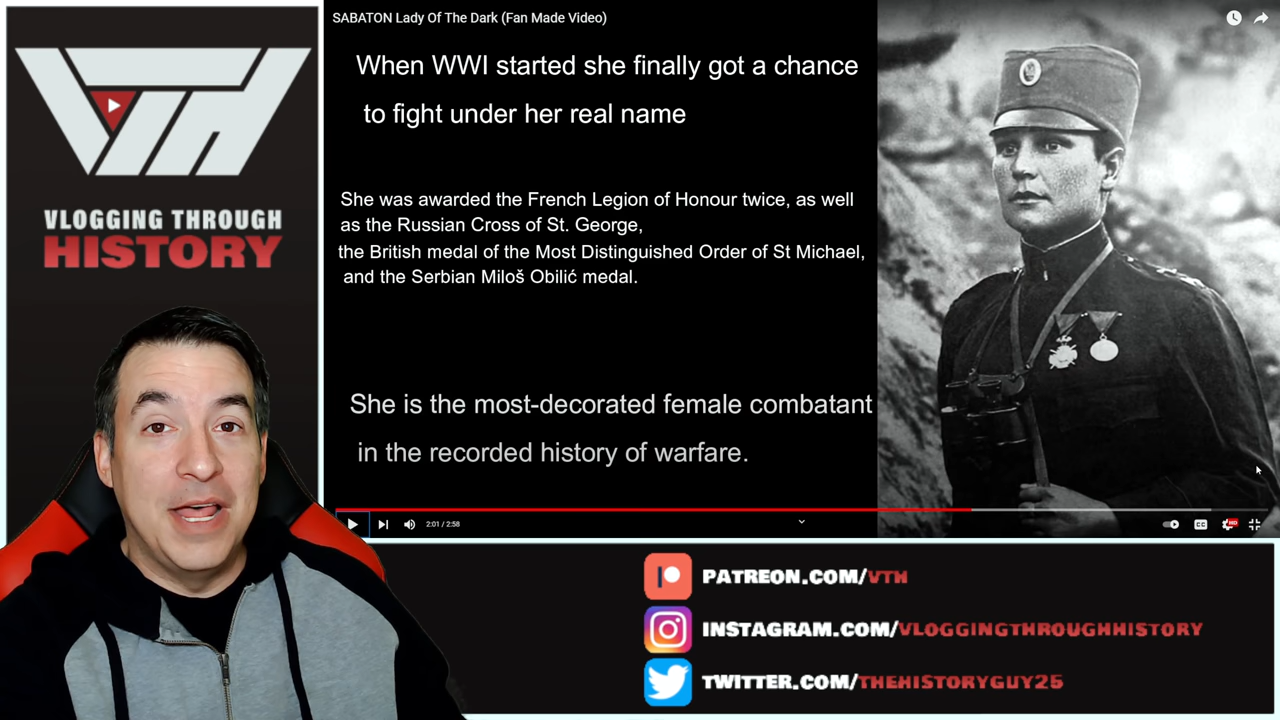 VTH
VLOGGING THROUGH
HISTORY
SABATON Lady Of The Dark (Fan Made Video)
When WWI started she finally got a chance
to fight under her real name
She was awarded the French Legion of Honour twice, as well
as the Russian Cross of St. George,
the British medal of the Most Distinguished Order of St Michael,
and the Serbian Miloš Obilić medal.
She is the most-decorated female combatant
in the recorded history of warfare.
2:01 / 2:58
CC
HD
PATREON.COM/VTH
INSTAGRAM.COM/VLOGGINGTHROUGHHISTORY
TWITTER.COM/THEHISTORYGUY25